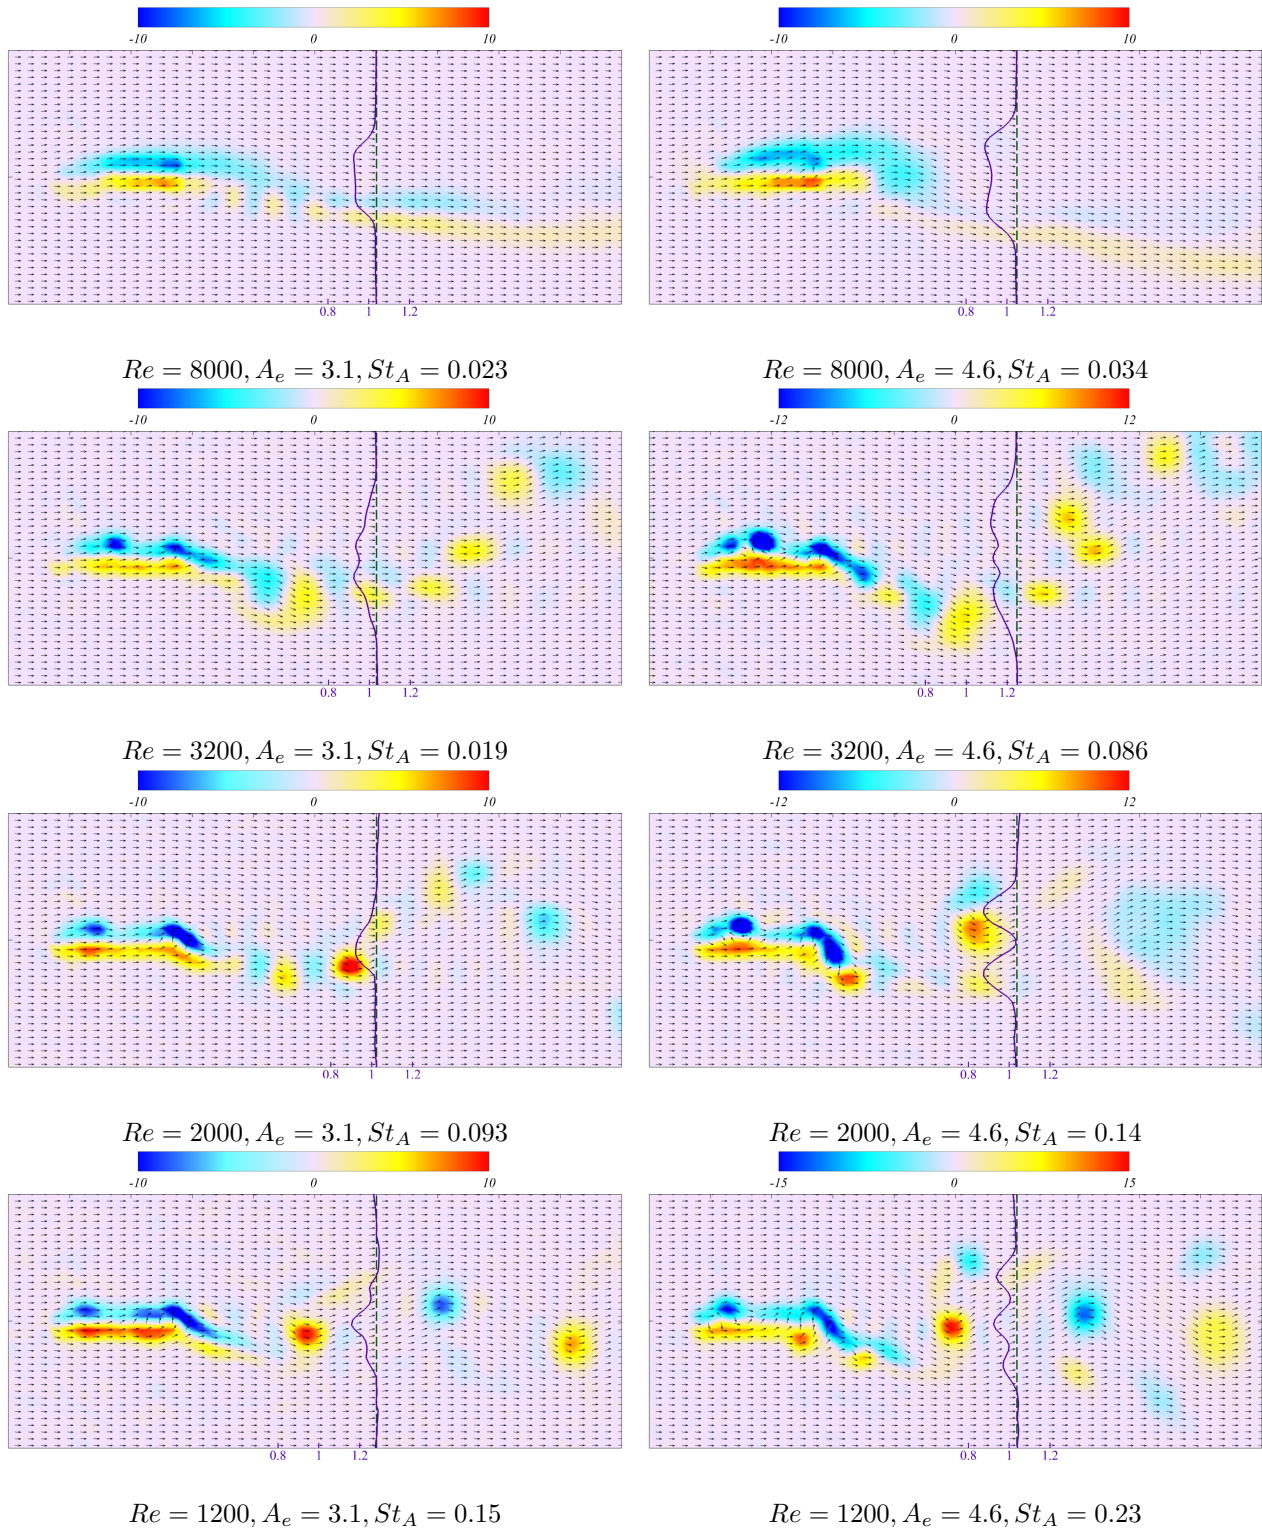 -10 0 10 -10 0 10
0.8 1 1.2 0.8 1 1.2
Re = 8000, A_e = 3.1, St_A = 0.023 Re = 8000, A_e = 4.6, St_A = 0.034
-10 0 10 -12 0 12
0.8 1 1.2 0.8 1 1.2
Re = 3200, A_e = 3.1, St_A = 0.019 Re = 3200, A_e = 4.6, St_A = 0.086
-10 0 10 -12 0 12
0.8 1 1.2 0.8 1 1.2
Re = 2000, A_e = 3.1, St_A = 0.093 Re = 2000, A_e = 4.6, St_A = 0.14
-10 0 10 -15 0 15
0.8 1 1.2 0.8 1 1.2
Re = 1200, A_e = 3.1, St_A = 0.15 Re = 1200, A_e = 4.6, St_A = 0.23